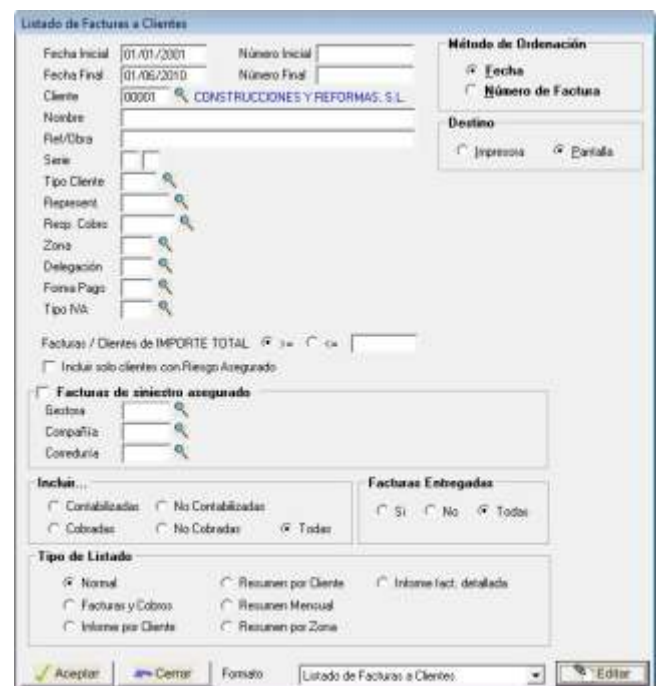 Listado de Facturas a Clientes
Fecha Inicial 01/01/2001 Número Inicial
Fecha Final 01/06/2010 Número Final
Cliente 00001 CONSTRUCCIONES Y REFORMAS, S.L.
Nombre
Ref/Obra
Serie
Tipo Cliente
Represent.
Resp. Cobro
Zona
Delegación
Forma Pago
Tipo IVA
Método de Ordenación
Fecha
Número de Factura
Destino
Impresora Pantalla
Facturas / Clientes de IMPORTE TOTAL >= <=
Incluir solo clientes con Riesgo Asegurado
Facturas de siniestro asegurado
Gestora
Compañía
Correduría
Incluir...
Contabilizadas No Contabilizadas
Cobradas No Cobradas Todas
Facturas Entregadas
Si No Todas
Tipo de Listado
Normal Resumen por Cliente Informe fact. detallada
Facturas y Cobros Resumen Mensual
Informe por Cliente Resumen por Zona
Aceptar Cerrar Formato Listado de Facturas a Clientes Editar